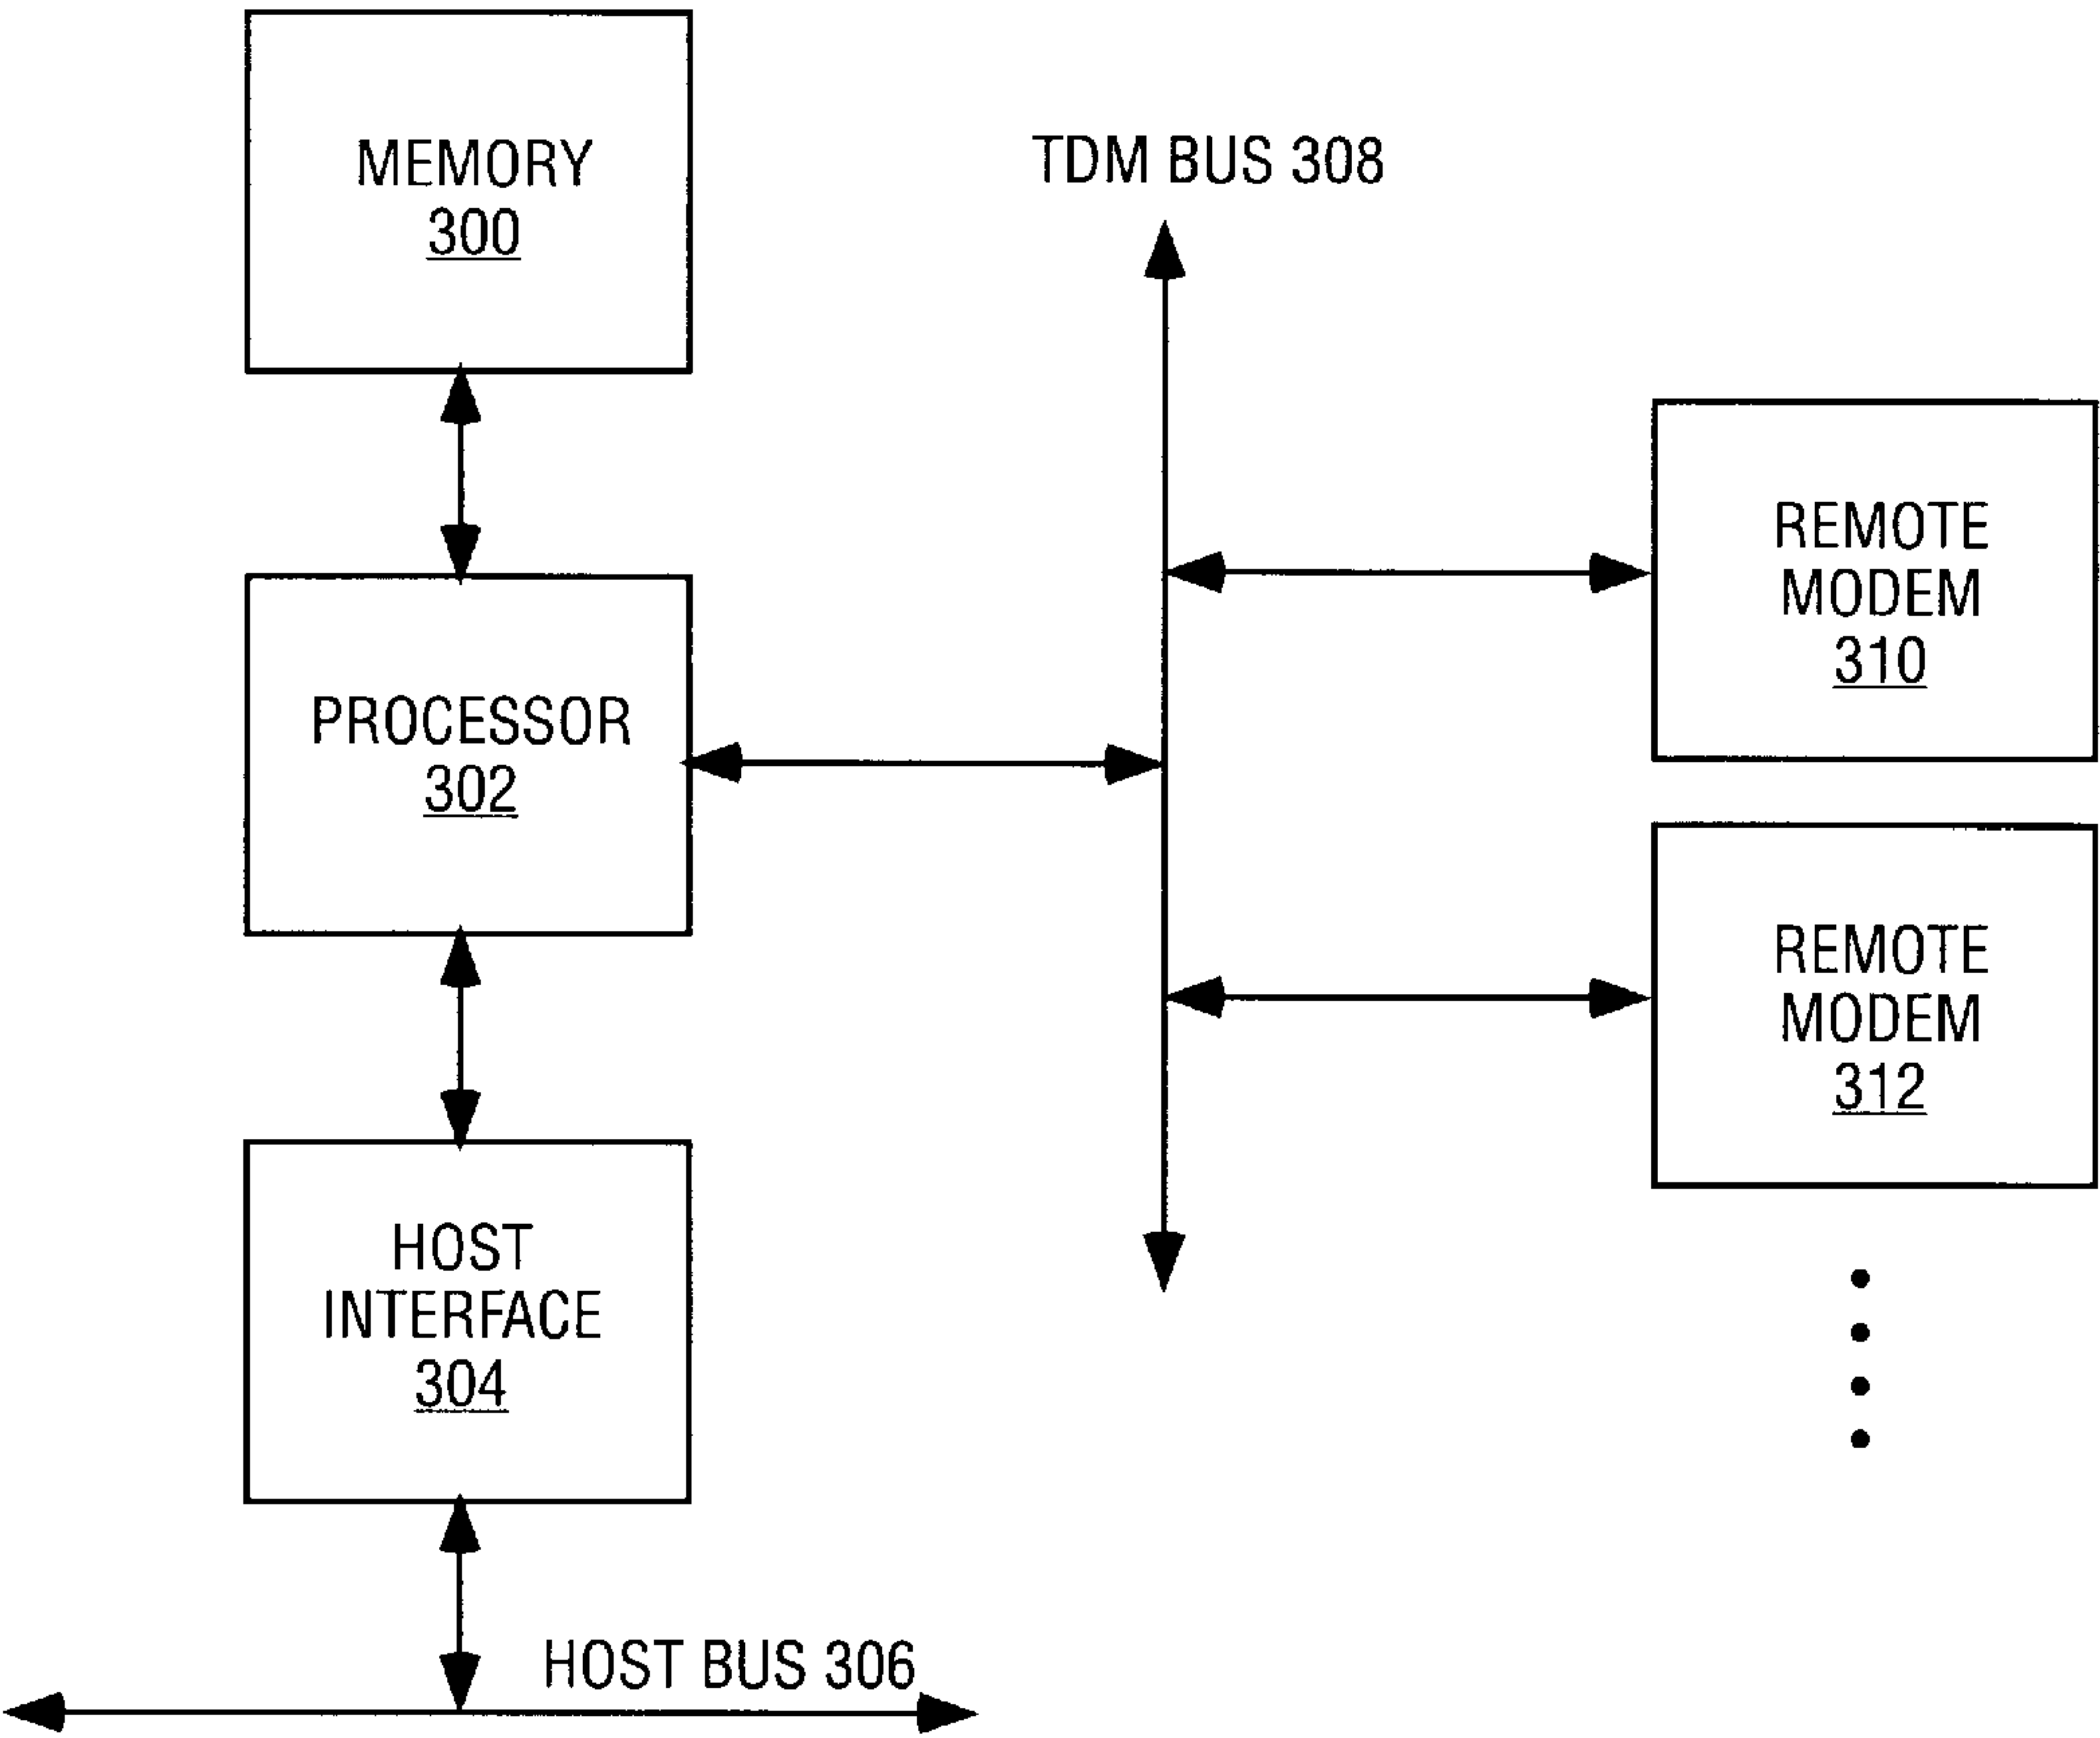 MEMORY
300
TDM BUS 308
REMOTE
MODEM
310
PROCESSOR
302
REMOTE
MODEM
312
HOST
INTERFACE
304
HOST BUS 306